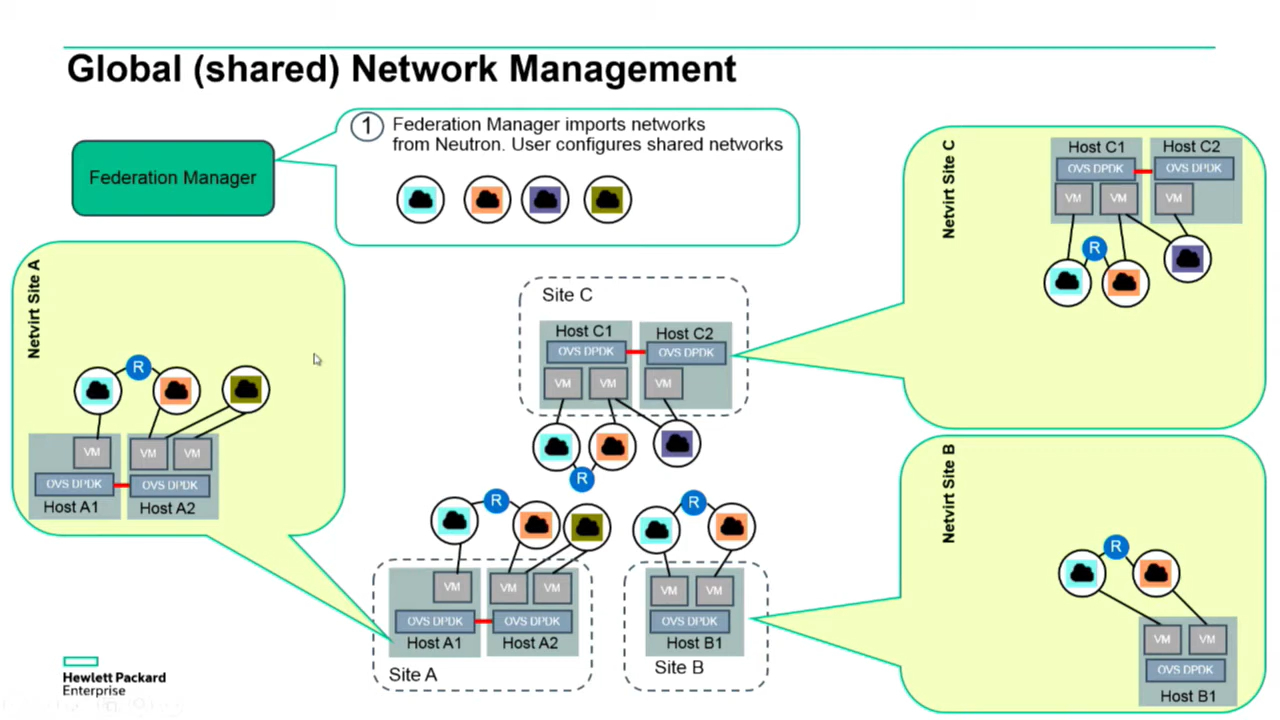 Global (shared) Network Management
1
Federation Manager imports networks
from Neutron. User configures shared networks
Federation Manager
Netvirt Site A
R
VM
VM
VM
OVS DPDK
OVS DPDK
Host A1
Host A2
Site C
Host C1
Host C2
OVS DPDK
OVS DPDK
VM
VM
VM
R
R
VM
VM
VM
OVS DPDK
OVS DPDK
Host A1
Host A2
Site A
R
VM
VM
OVS DPDK
Host B1
Site B
Netvirt Site C
Host C1
Host C2
OVS DPDK
OVS DPDK
VM
VM
VM
R
Netvirt Site B
R
VM
VM
OVS DPDK
Host B1
Hewlett Packard
Enterprise